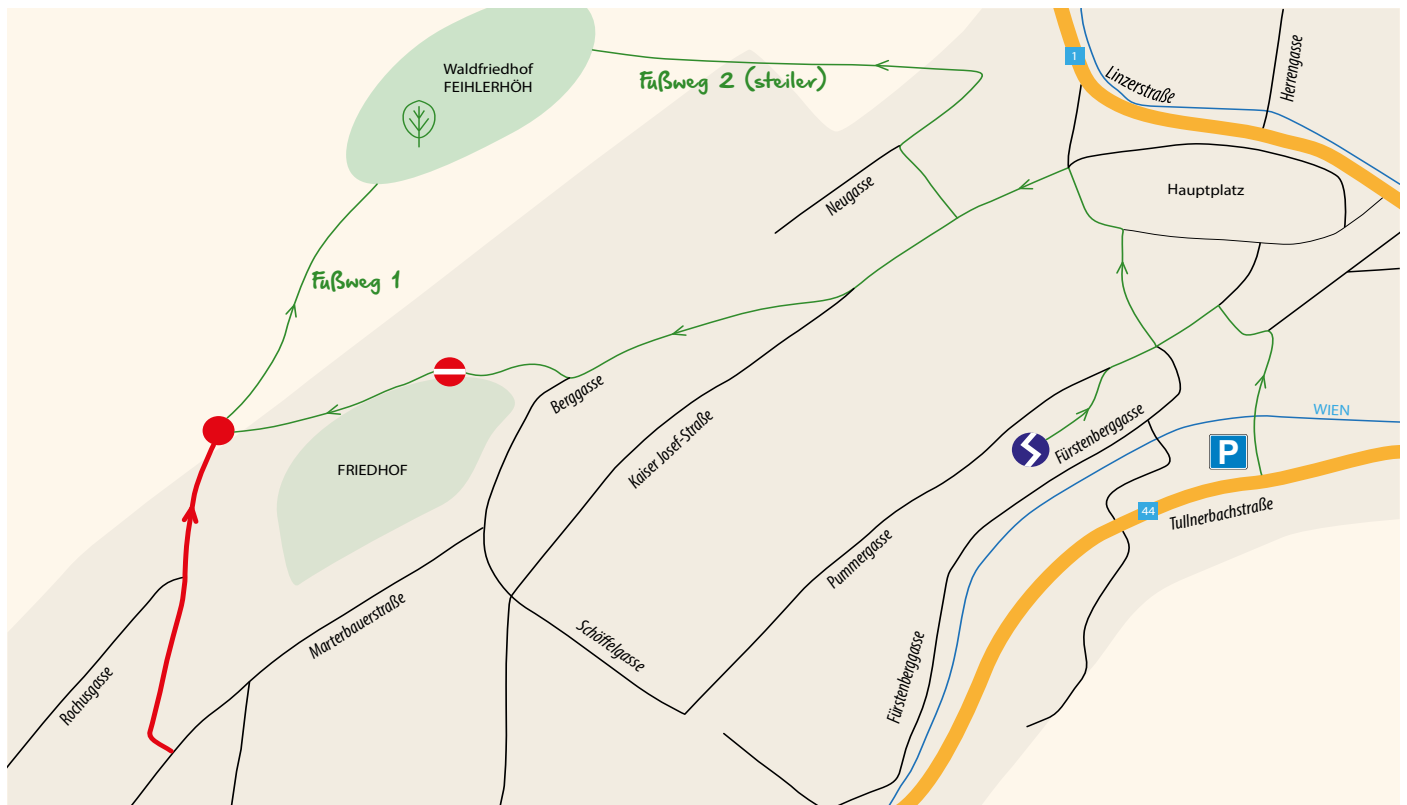 Waldfriedhof
FEIHLERHÖH
Fußweg 2 (steiler)
1
Linzerstraße
Herrengasse
Neugasse
Hauptplatz
Fußweg 1
Berggasse
Kaiser Josef-Straße
Fürstenberggasse
WIEN
P
FRIEDHOF
44
Tullnerbachstraße
Pummergasse
Marterbauerstraße
Schöffelgasse
Rochusgasse
Fürstenberggasse